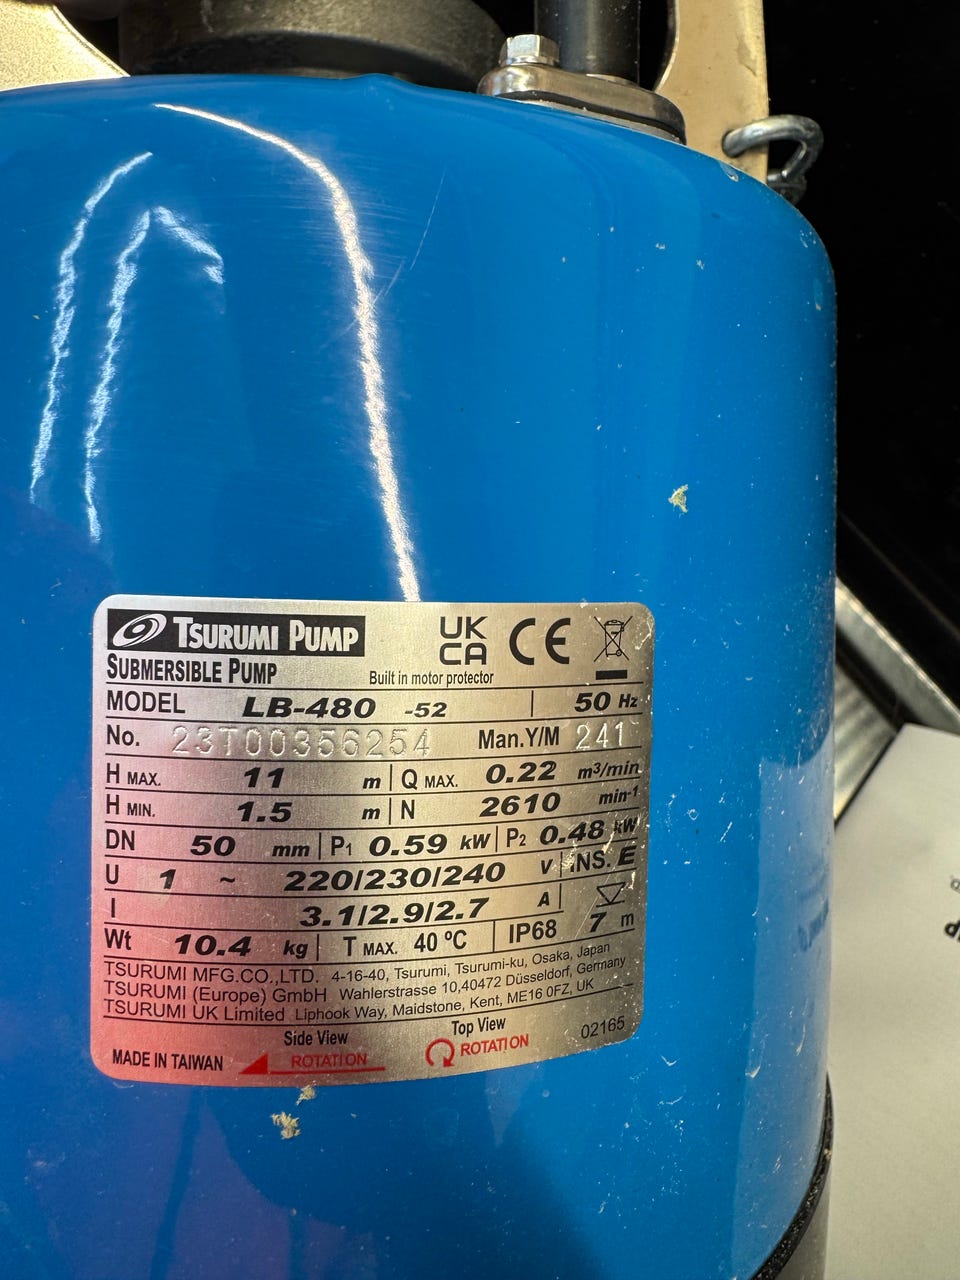 TSURUMI PUMP
UK
CA
CE
SUBMERSIBLE PUMP
Built in motor protector
MODEL LB-480 -52 50 Hz
No. 23T00356254 Man.Y/M 241
H MAX. 11 m Q MAX. 0.22 m³/min
H MIN. 1.5 m N 2610 min-1
DN 50 mm P1 0.59 kW P2 0.48 kW
U 1 ~ 220/230/240 V INS. E
I 3.1/2.9/2.7 A
Wt 10.4 kg T MAX. 40 ºC IP68 7 m
TSURUMI MFG.CO.,LTD. 4-16-40, Tsurumi, Tsurumi-ku, Osaka, Japan
TSURUMI (Europe) GmbH Wahlerstrasse 10,40472 Düsseldorf, Germany
TSURUMI UK Limited Liphook Way, Maidstone, Kent, ME16 0FZ, UK
Side View Top View 02165
MADE IN TAIWAN ROTATION ROTATION